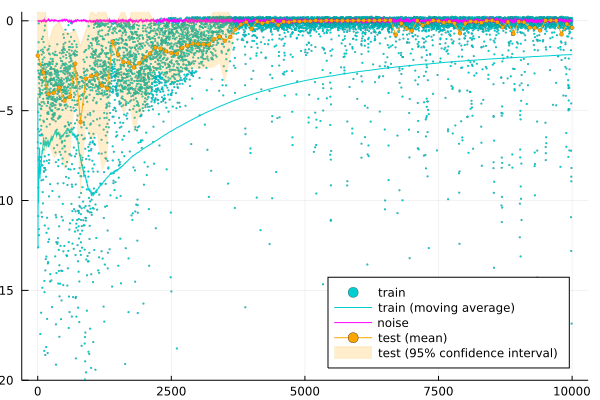 0
-5
10
15
20
0
2500
5000
7500
10000
train
train (moving average)
noise
test (mean)
test (95% confidence interval)